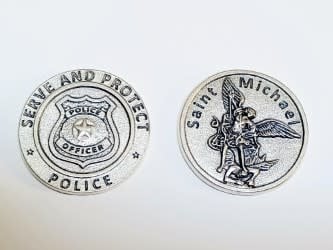 SERVE AND PROTECT
POLICE
OFFICER
POLICE
Saint Michael